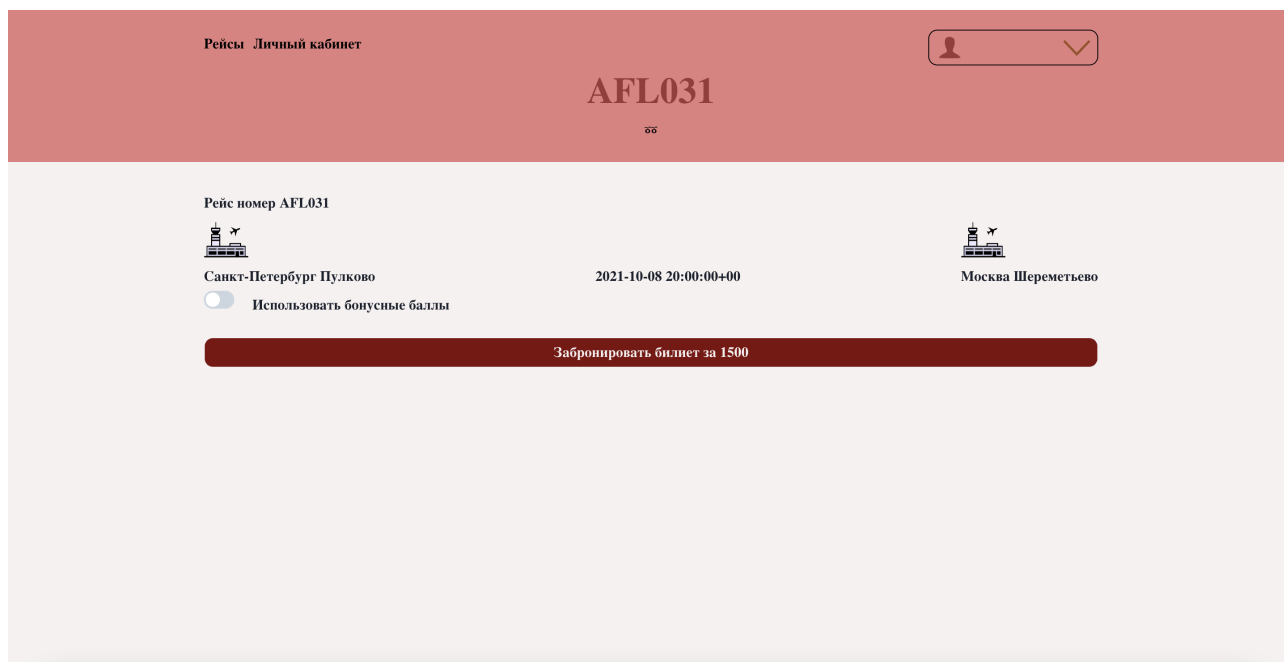 Рейсы Личный кабинет
AFL031
Рейс номер AFL031
Санкт-Петербург Пулково 2021-10-08 20:00:00+00 Москва Шереметьево
Использовать бонусные баллы
Забронировать билиет за 1500